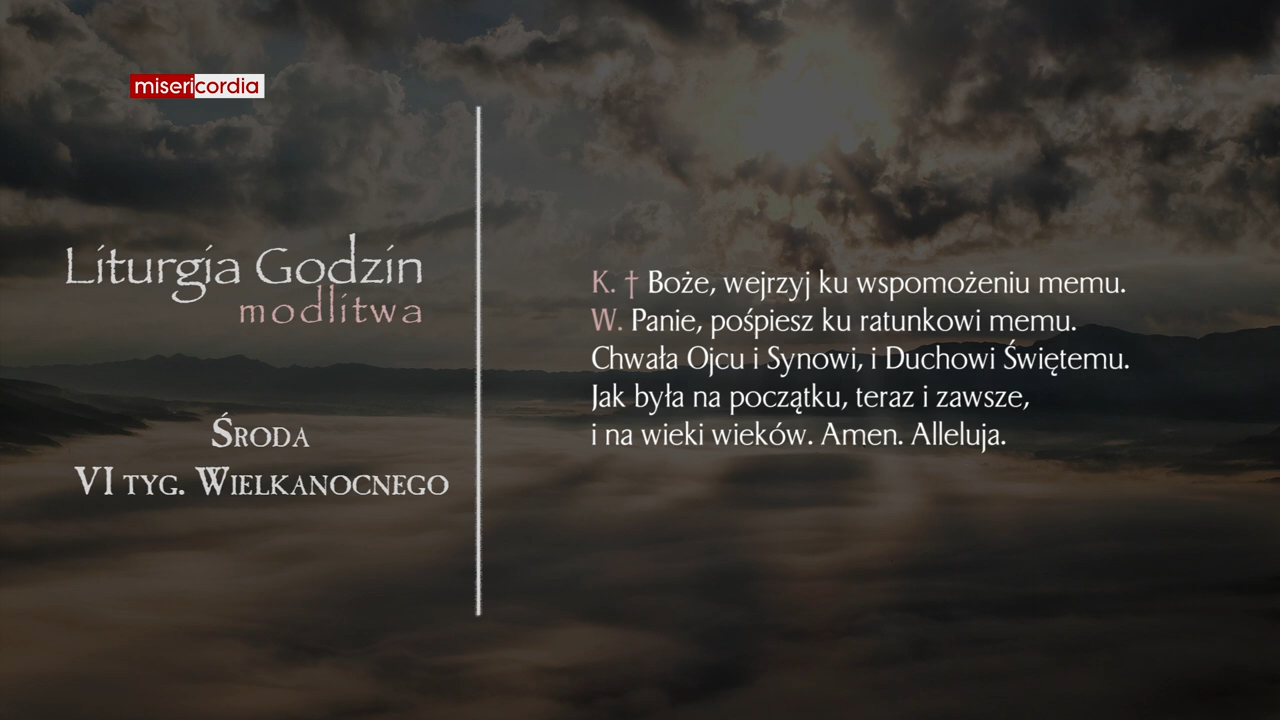 misericordia
Liturgia Godzin
modlitwa
Środa
VI tyg. Wielkanocnego
K. † Boże, wejrzyj ku wspomożeniu memu.
W. Panie, pośpiesz ku ratunkowi memu.
Chwała Ojcu i Synowi, i Duchowi Świętemu.
Jak była na początku, teraz i zawsze,
i na wieki wieków. Amen. Alleluja.